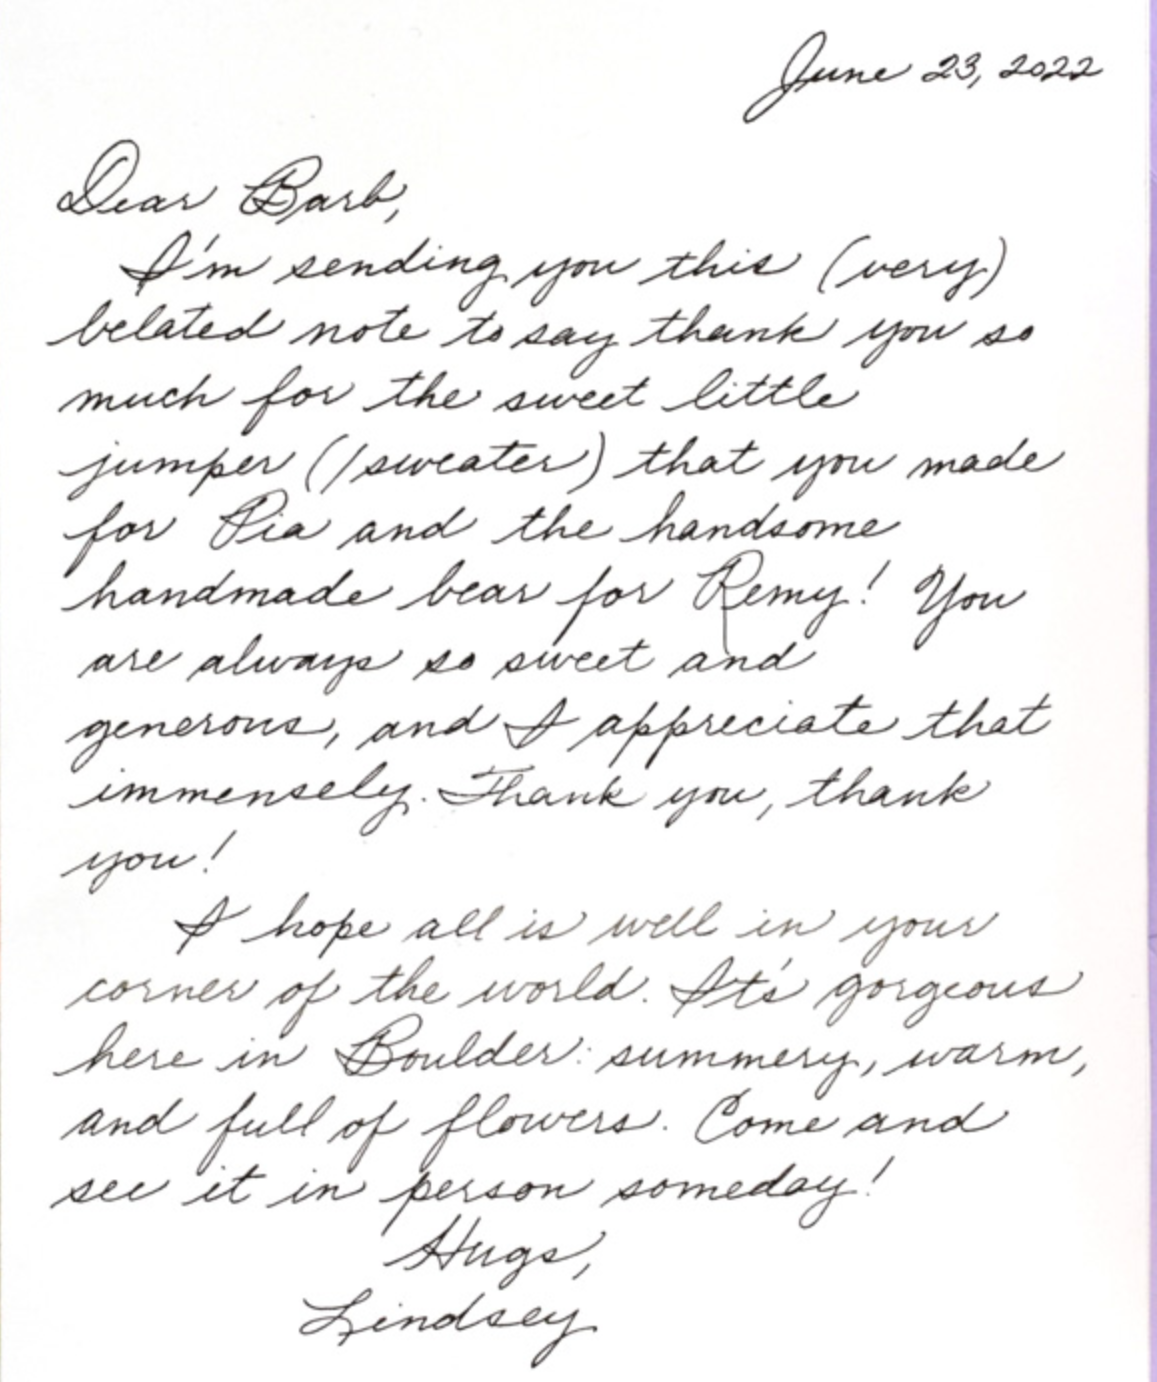 June 23, 2022
Dear Barb,
I'm sending you this (very)
belated note to say thank you so
much for the sweet little
jumper (/sweater) that you made
for Pia and the handsome
handmade bear for Remy! You
are always so sweet and
generous, and I appreciate that
immensely. Thank you, thank
you!
I hope all is well in your
corner of the world. It's gorgeous
here in Boulder: summery, warm,
and full of flowers. Come and
see it in person someday!
Hugs,
Lindsey